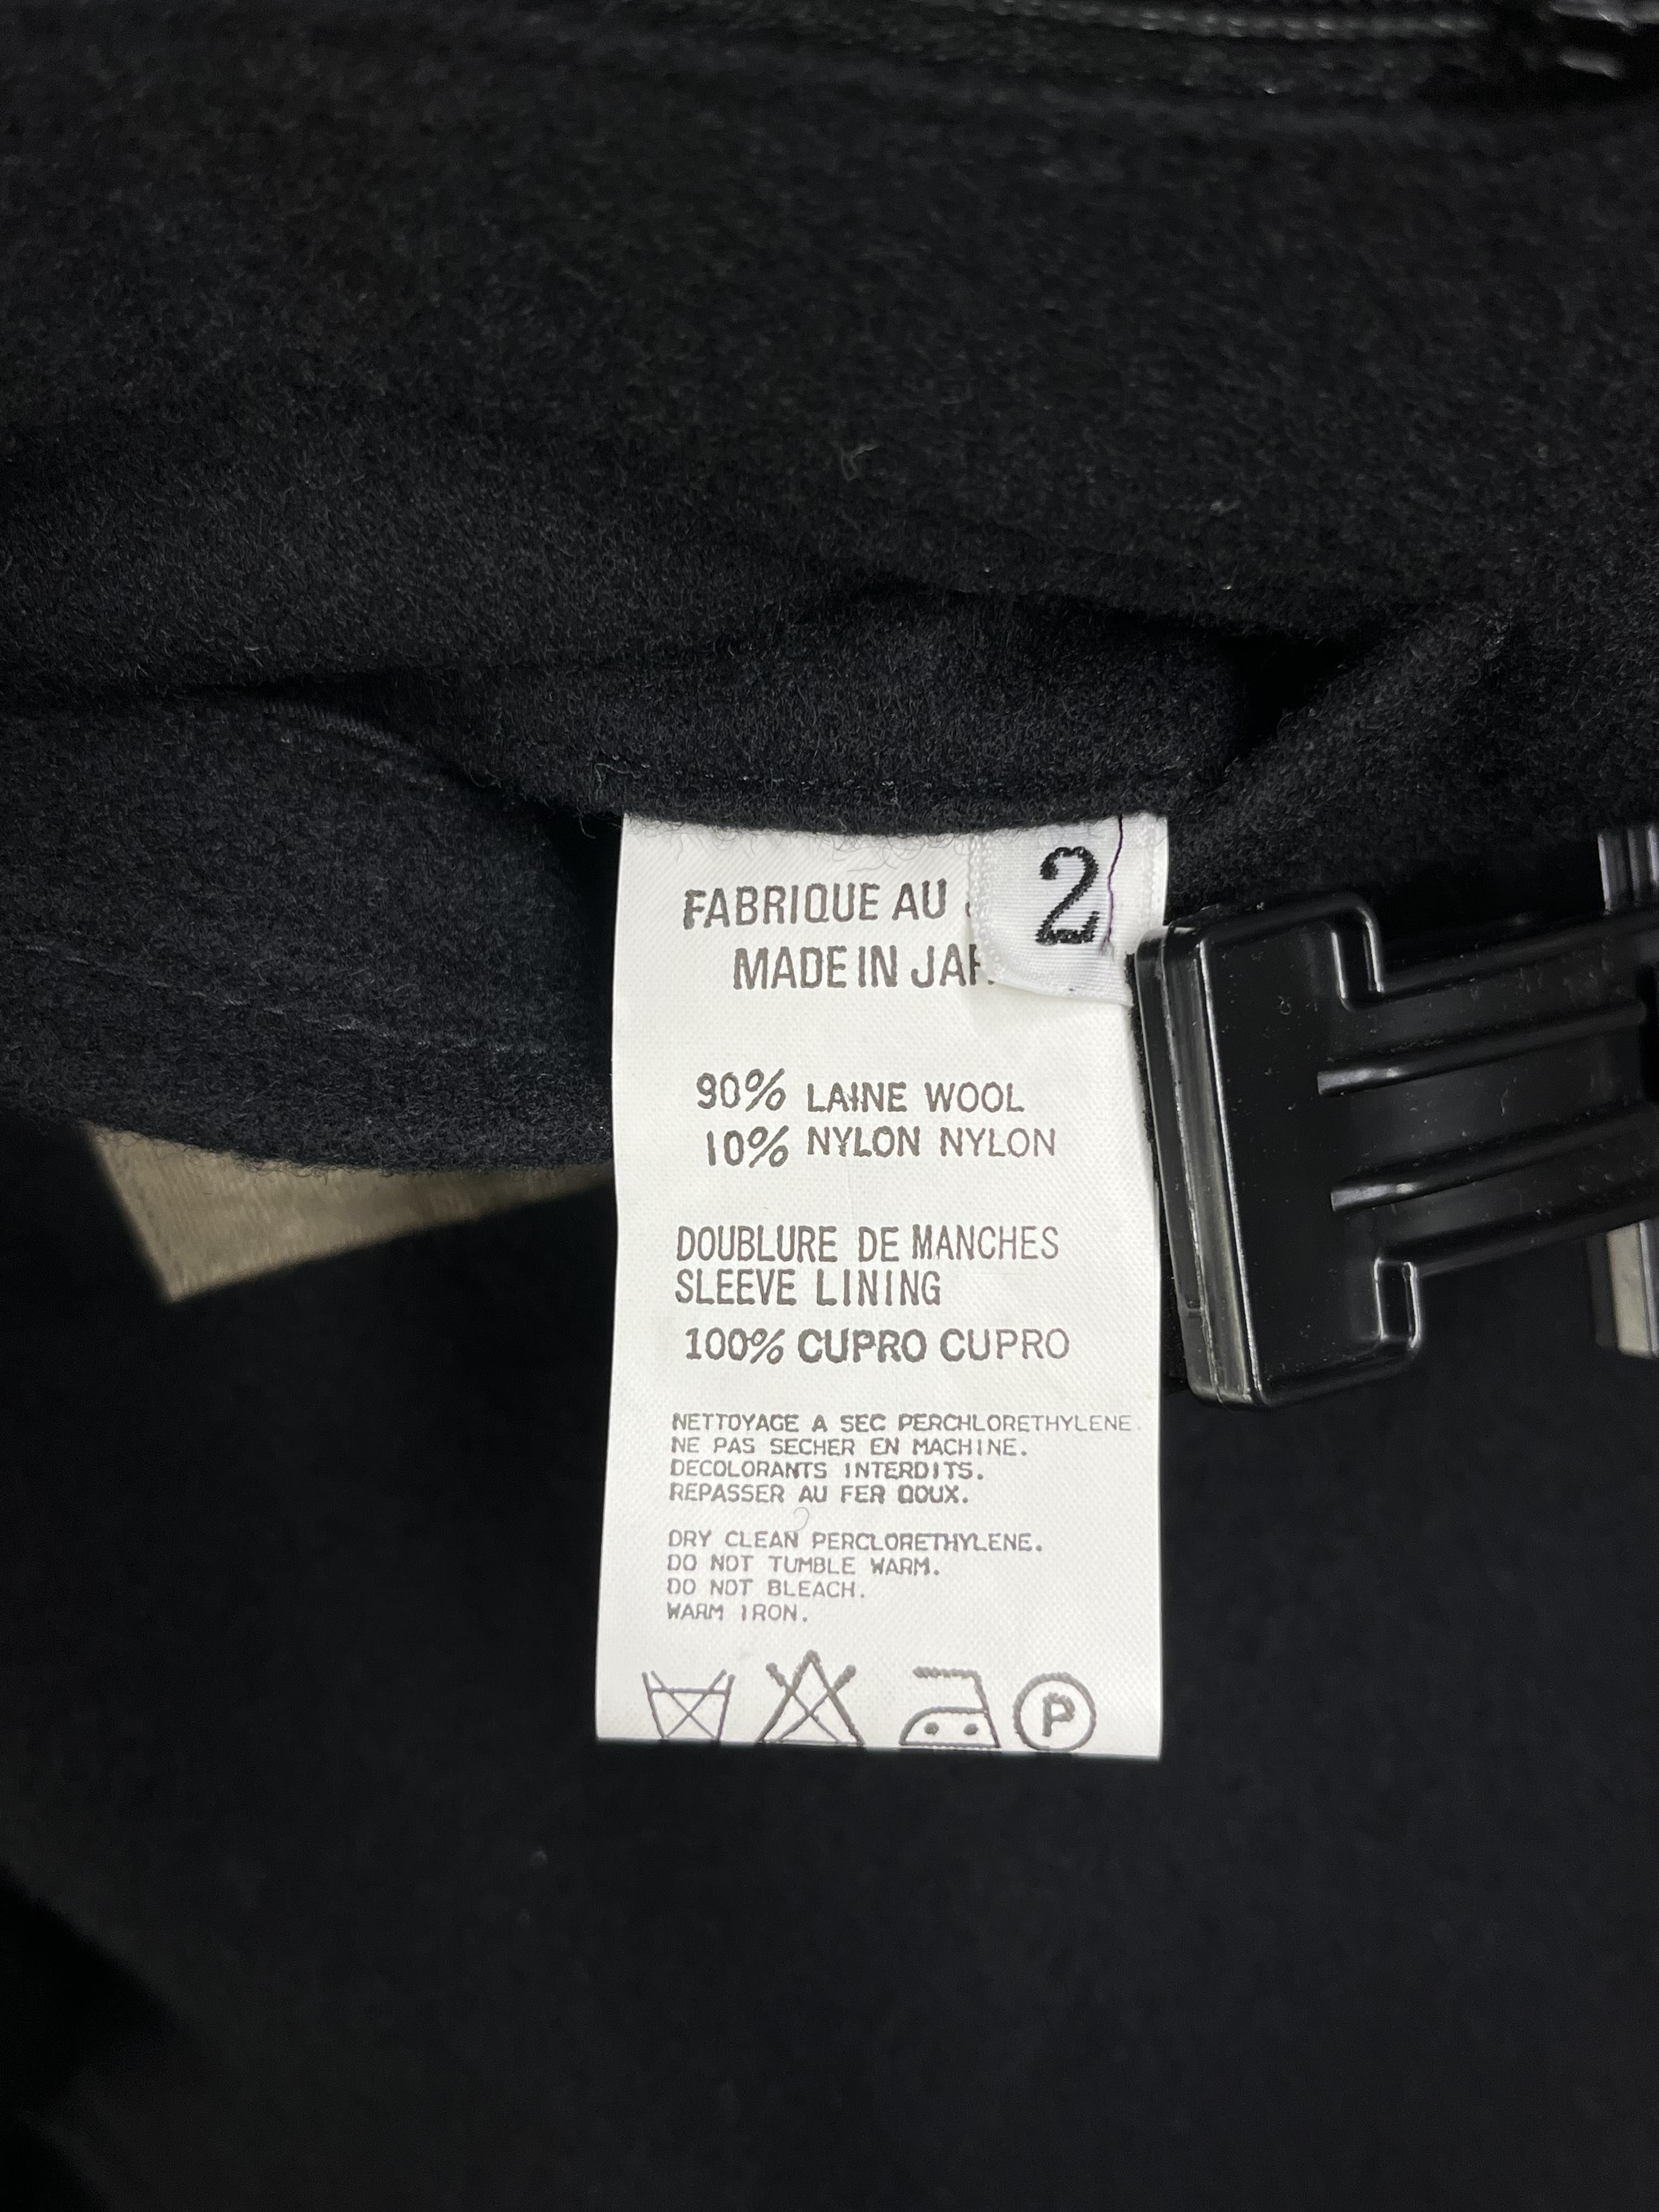 FABRIQUE AU
2
MADE IN
90% LAINE WOOL
10% NYLON NYLON
DOUBLURE DE MANCHES
SLEEVE LINING
100% CUPRO CUPRO
NETTOYAGE A SEC PERCHLORETHYLENE.
NE PAS SECHER EN MACHINE.
DECOLORANTS INTERDITS.
REPASSER AU FER DOUX.
DRY CLEAN PERCLORETHYLENE.
DO NOT TUMBLE WARM.
DO NOT BLEACH.
WARM IRON.
P